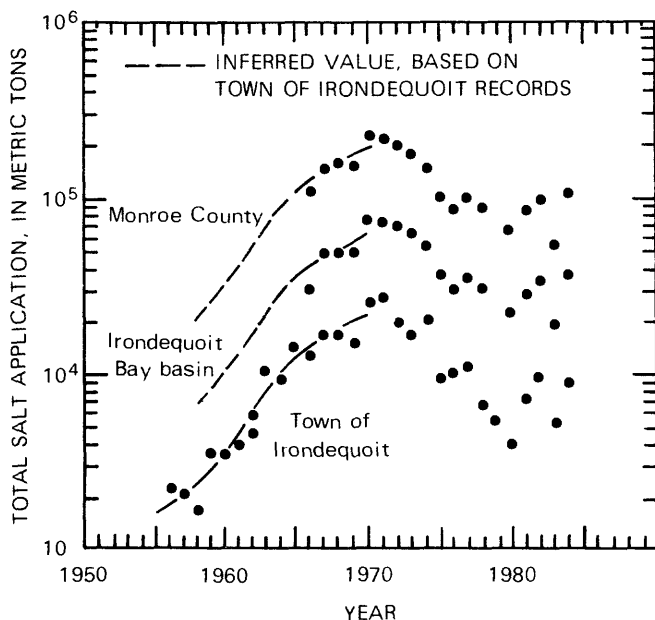 10⁶
— — — INFERRED VALUE, BASED ON
TOWN OF IRONDEQUOIT RECORDS
10⁵
Monroe County
Irondequoit
Bay basin
10⁴
Town of
Irondequoit
10
TOTAL SALT APPLICATION, IN METRIC TONS
1950 1960 1970 1980
YEAR